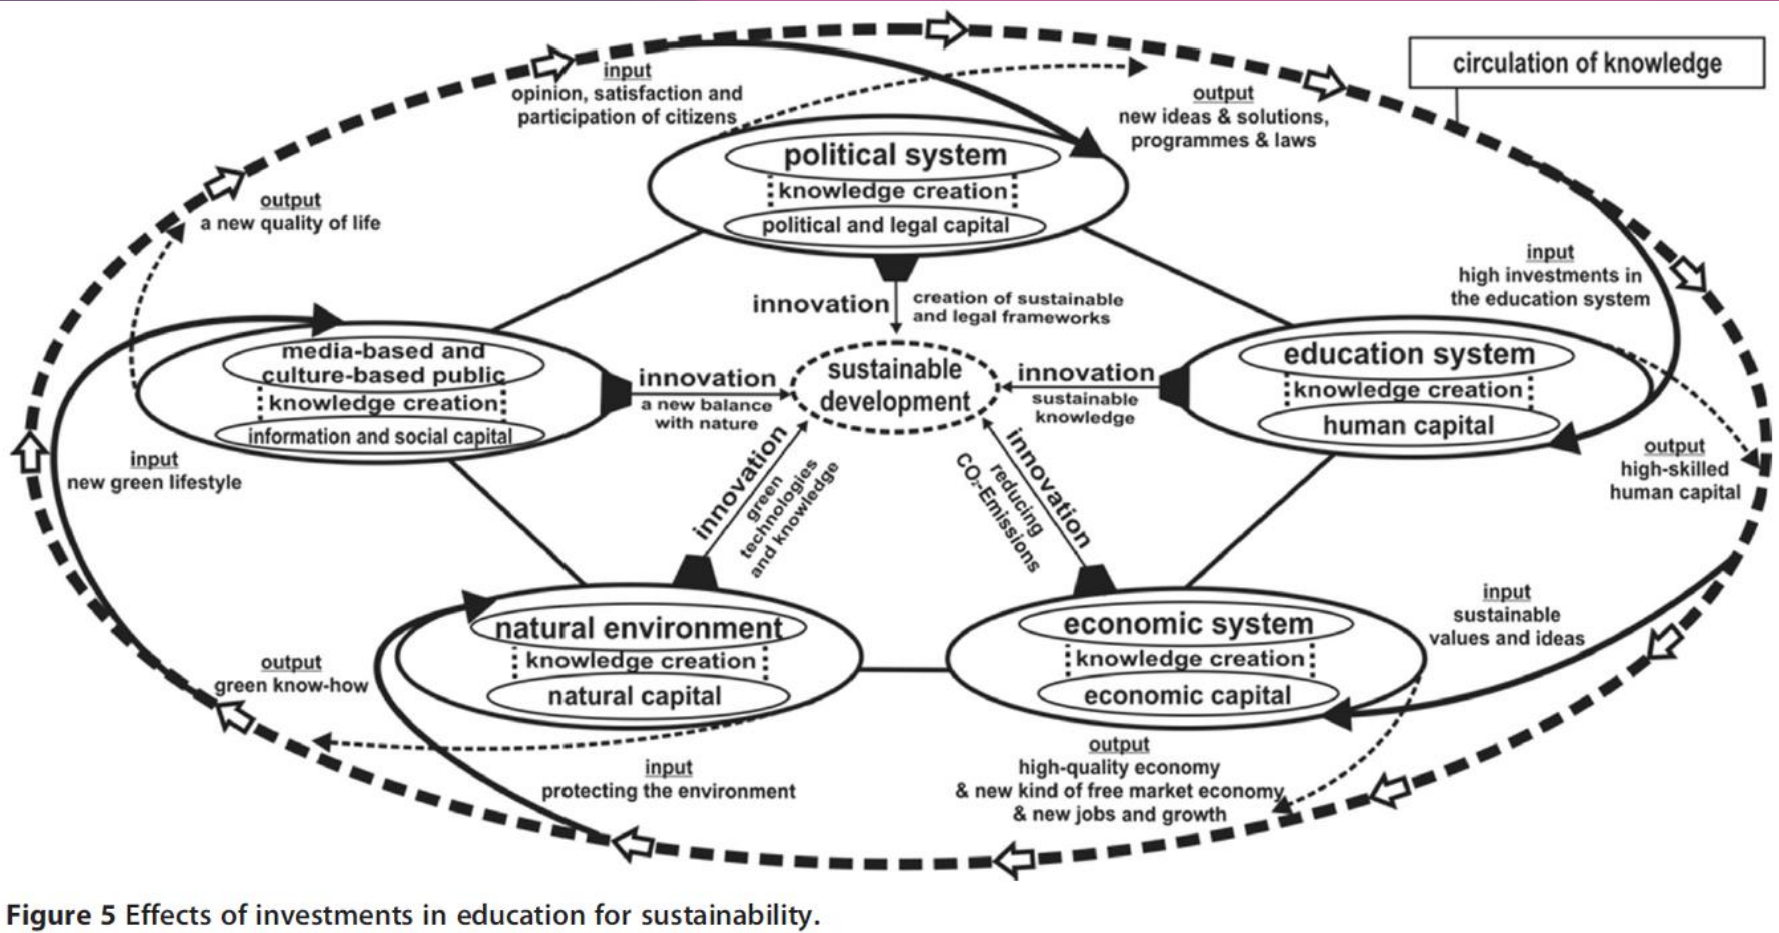 circulation of knowledge
input
opinion, satisfaction and
participation of citizens
output
new ideas & solutions,
programmes & laws
political system
knowledge creation
political and legal capital
output
a new quality of life
input
high investments in
the education system
innovation
creation of sustainable
and legal frameworks
media-based and
culture-based public
knowledge creation
information and social capital
innovation
a new balance
with nature
sustainable
development
innovation
sustainable
knowledge
education system
knowledge creation
human capital
input
new green lifestyle
output
high-skilled
human capital
innovation
green
technologies
and knowledge
innovation
reducing
CO₂-Emissions
natural environment
knowledge creation
natural capital
economic system
knowledge creation
economic capital
input
sustainable
values and ideas
output
green know-how
input
protecting the environment
output
high-quality economy
& new kind of free market economy
& new jobs and growth
Figure 5 Effects of investments in education for sustainability.